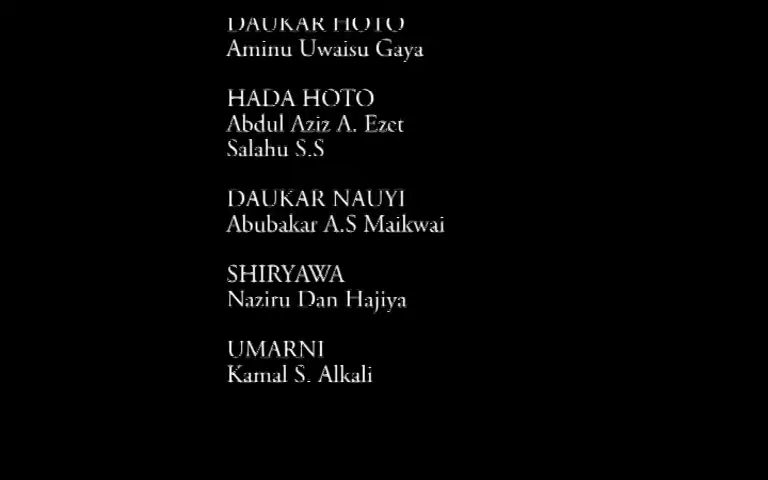 DAUKAR HOTO
Aminu Uwaisu Gaya
HADA HOTO
Abdul Aziz A. Ezet
Salahu S.S
DAUKAR NAUYI
Abubakar A.S Maikwai
SHIRYAWA
Naziru Dan Hajiya
UMARNI
Kamal S. Alkali